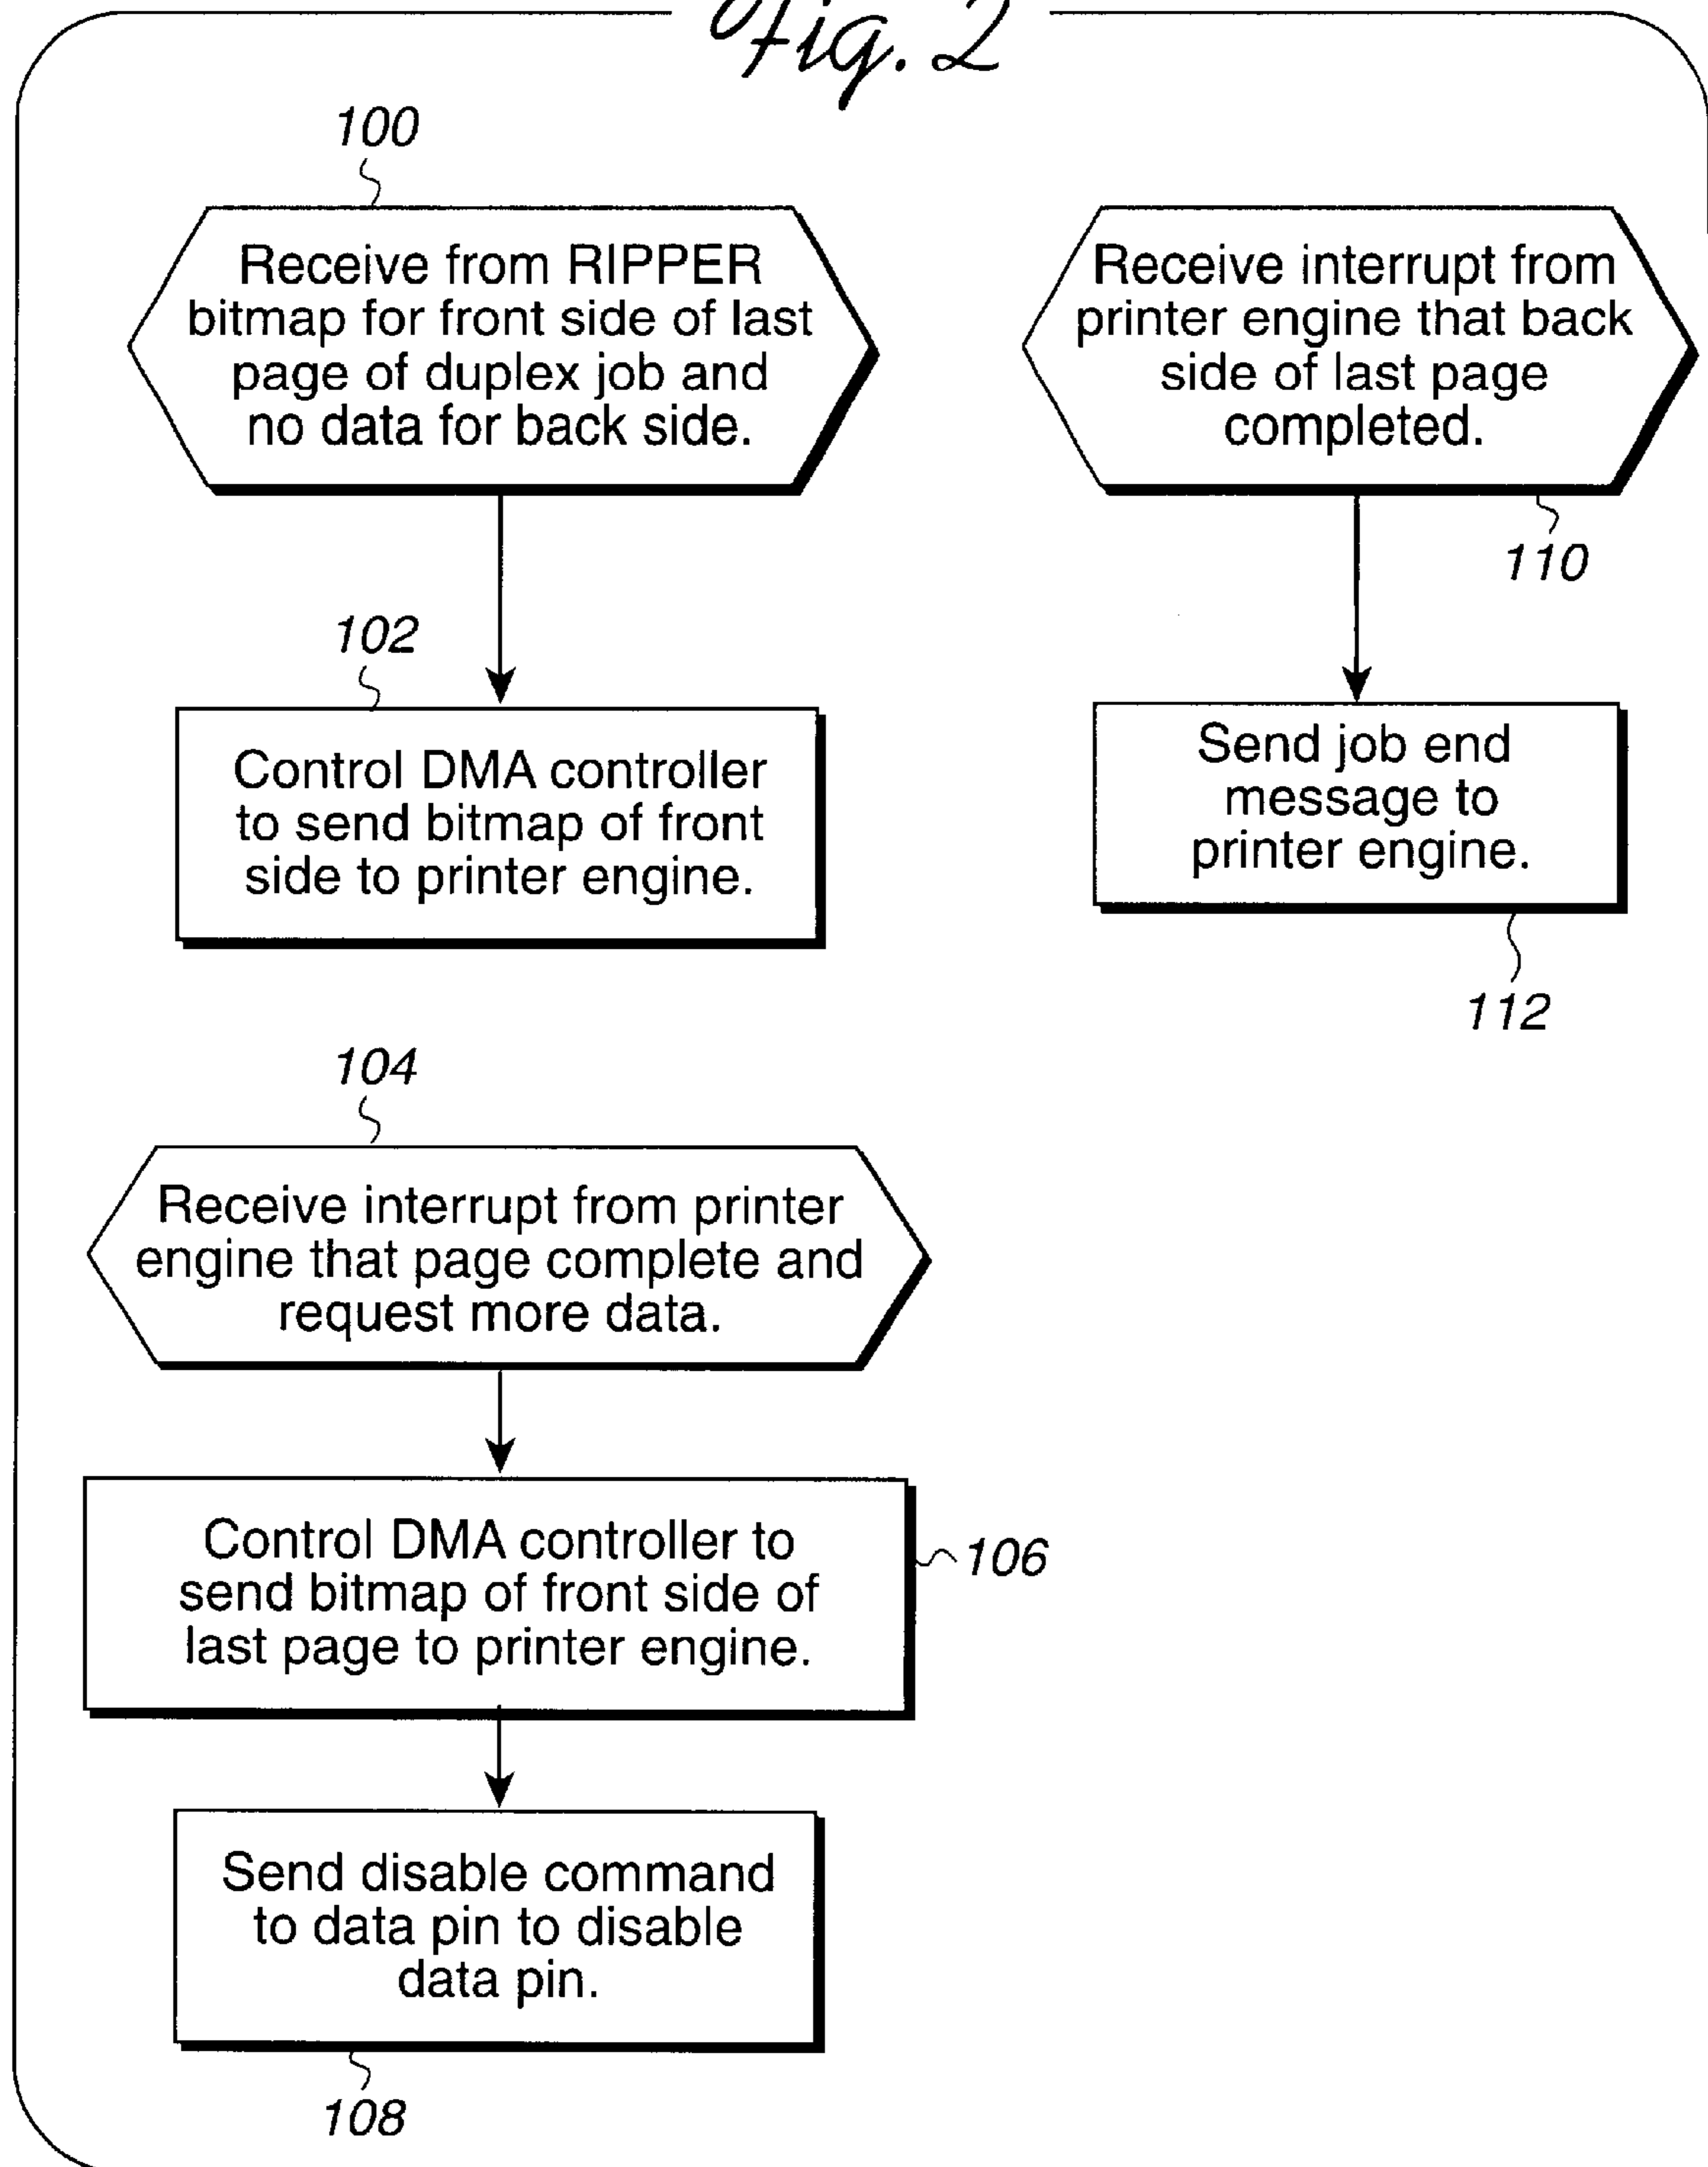 Fig. 2
100
Receive from RIPPER
bitmap for front side of last
page of duplex job and
no data for back side.
102
Control DMA controller
to send bitmap of front
side to printer engine.
104
Receive interrupt from printer
engine that page complete and
request more data.
Control DMA controller to
send bitmap of front side of
last page to printer engine.
106
Send disable command
to data pin to disable
data pin.
108
Receive interrupt from
printer engine that back
side of last page
completed.
110
Send job end
message to
printer engine.
112